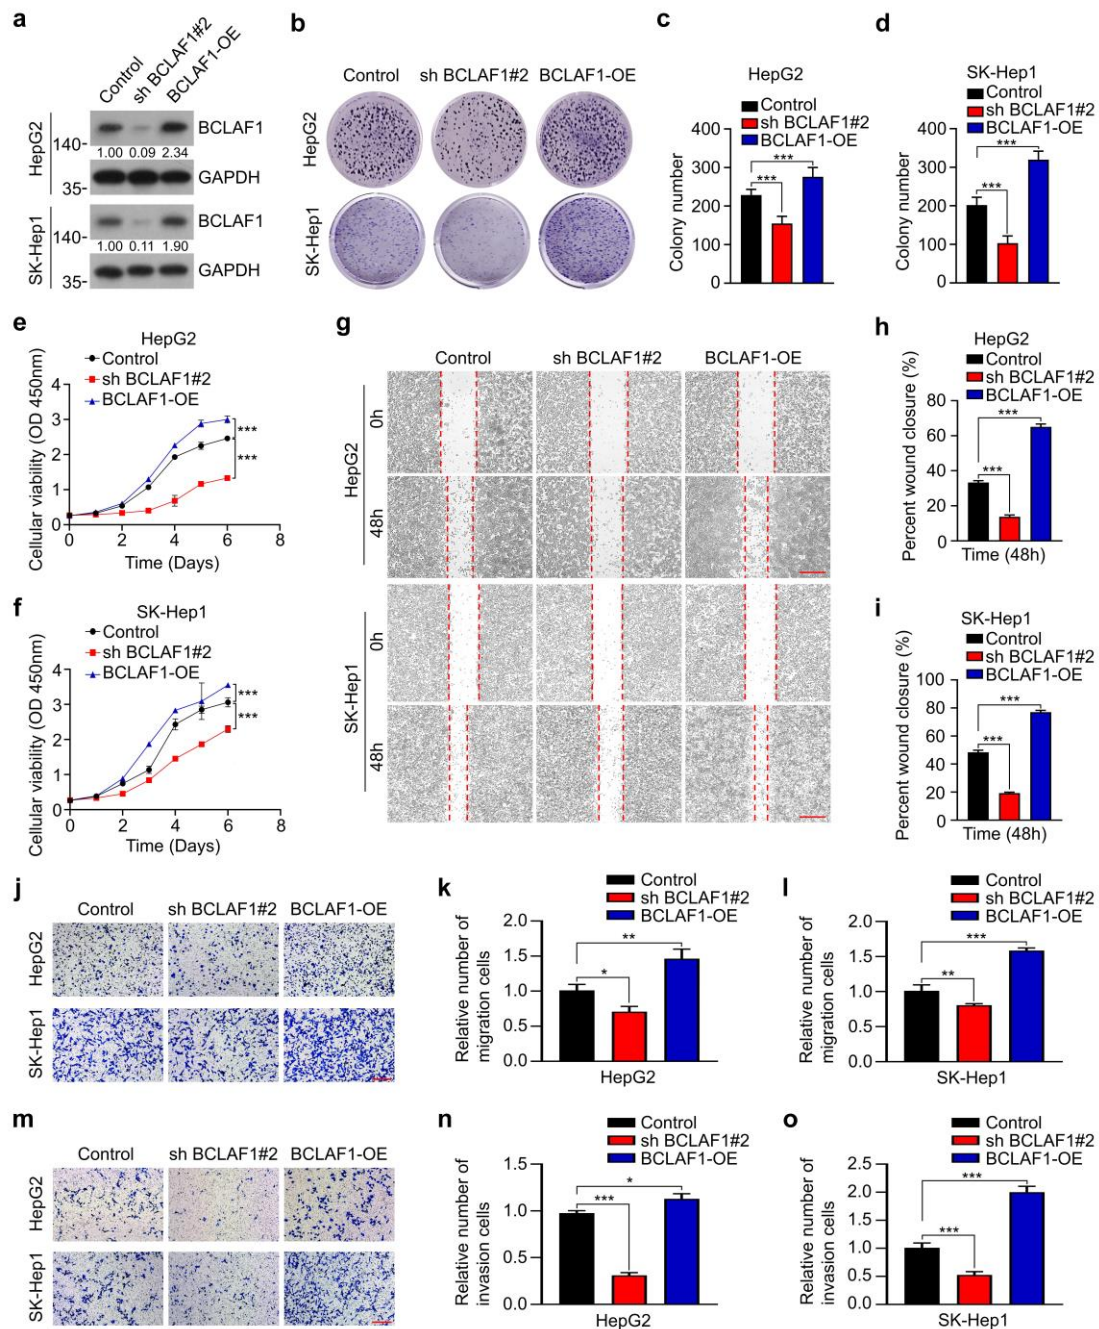 a
Control
sh BCLAF1#2
BCLAF1-OE
HepG2
140-
BCLAF1
1.00 0.09 2.34
35-
GAPDH
SK-Hep1
140-
BCLAF1
1.00 0.11 1.90
35-
GAPDH
b
Control sh BCLAF1#2 BCLAF1-OE
HepG2
SK-Hep1
c
HepG2
Control
sh BCLAF1#2
BCLAF1-OE
Colony number
400
300
200
100
0
***
***
d
SK-Hep1
Control
sh BCLAF1#2
BCLAF1-OE
Colony number
400
300
200
100
0
***
***
e
HepG2
Control
sh BCLAF1#2
BCLAF1-OE
Cellular viability (OD 450nm)
4
3
2
1
0
***
***
0 2 4 6 8
Time (Days)
f
SK-Hep1
Control
sh BCLAF1#2
BCLAF1-OE
Cellular viability (OD 450nm)
4
3
2
1
0
***
***
0 2 4 6 8
Time (Days)
g
Control sh BCLAF1#2 BCLAF1-OE
HepG2
0h
48h
SK-Hep1
0h
48h
h
HepG2
Control
sh BCLAF1#2
BCLAF1-OE
Percent wound closure (%)
80
60
40
20
0
***
***
Time (48h)
i
SK-Hep1
Control
sh BCLAF1#2
BCLAF1-OE
Percent wound closure (%)
100
80
60
40
20
0
***
***
Time (48h)
j
Control sh BCLAF1#2 BCLAF1-OE
HepG2
SK-Hep1
k
Control
sh BCLAF1#2
BCLAF1-OE
Relative number of
migration cells
2.0
1.5
1.0
0.5
0.0
**
*
HepG2
l
Control
sh BCLAF1#2
BCLAF1-OE
Relative number of
migration cells
2.0
1.5
1.0
0.5
0.0
***
**
SK-Hep1
m
Control sh BCLAF1#2 BCLAF1-OE
HepG2
SK-Hep1
n
Control
sh BCLAF1#2
BCLAF1-OE
Relative number of
invasion cells
1.5
1.0
0.5
0.0
*
***
HepG2
o
Control
sh BCLAF1#2
BCLAF1-OE
Relative number of
invasion cells
2.5
2.0
1.5
1.0
0.5
0.0
***
***
SK-Hep1